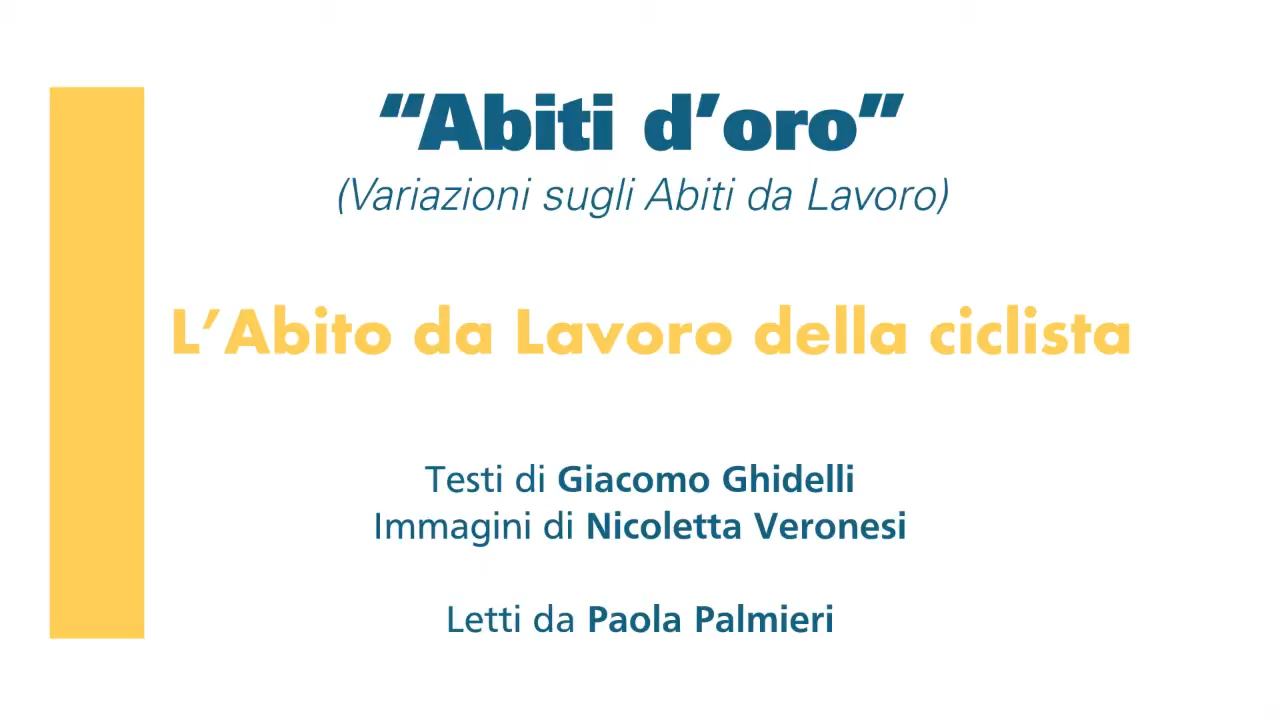 “Abiti d’oro”
(Variazioni sugli Abiti da Lavoro)
L’Abito da Lavoro della ciclista
Testi di Giacomo Ghidelli
Immagini di Nicoletta Veronesi
Letti da Paola Palmieri